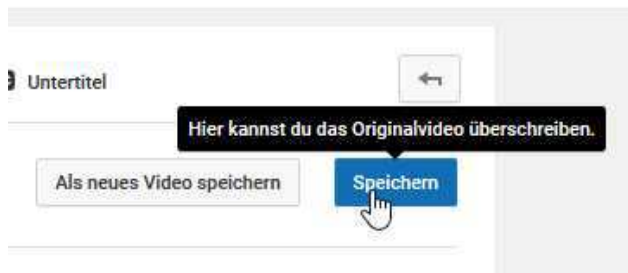 Untertitel
Hier kannst du das Originalvideo überschreiben.
Als neues Video speichern
Speichern